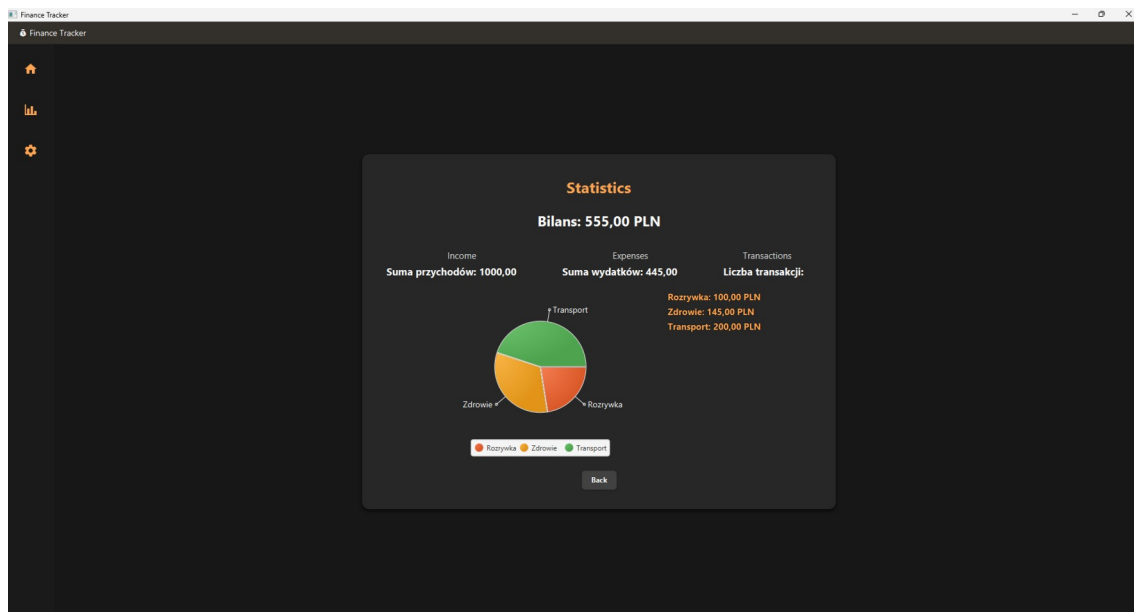 Finance Tracker
Finance Tracker
Statistics
Bilans: 555,00 PLN
Income Expenses Transactions
Suma przychodów: 1000,00 Suma wydatków: 445,00 Liczba transakcji:
Rozrywka: 100,00 PLN
Zdrowie: 145,00 PLN
Transport: 200,00 PLN
Transport
Zdrowie Rozrywka
Rozrywka Zdrowie Transport
Back